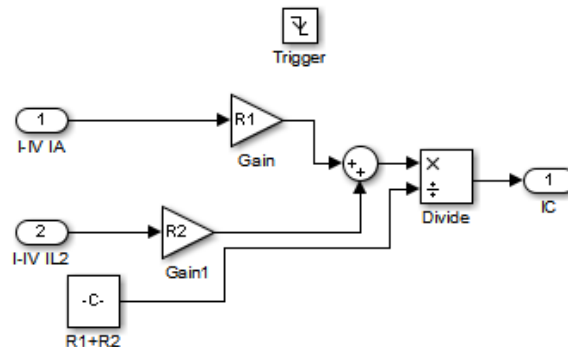 Trigger
1
R1
I-IV IA
Gain
+
+
×
÷
1
Divide
IC
2
R2
I-IV IL2
Gain1
-C-
R1+R2